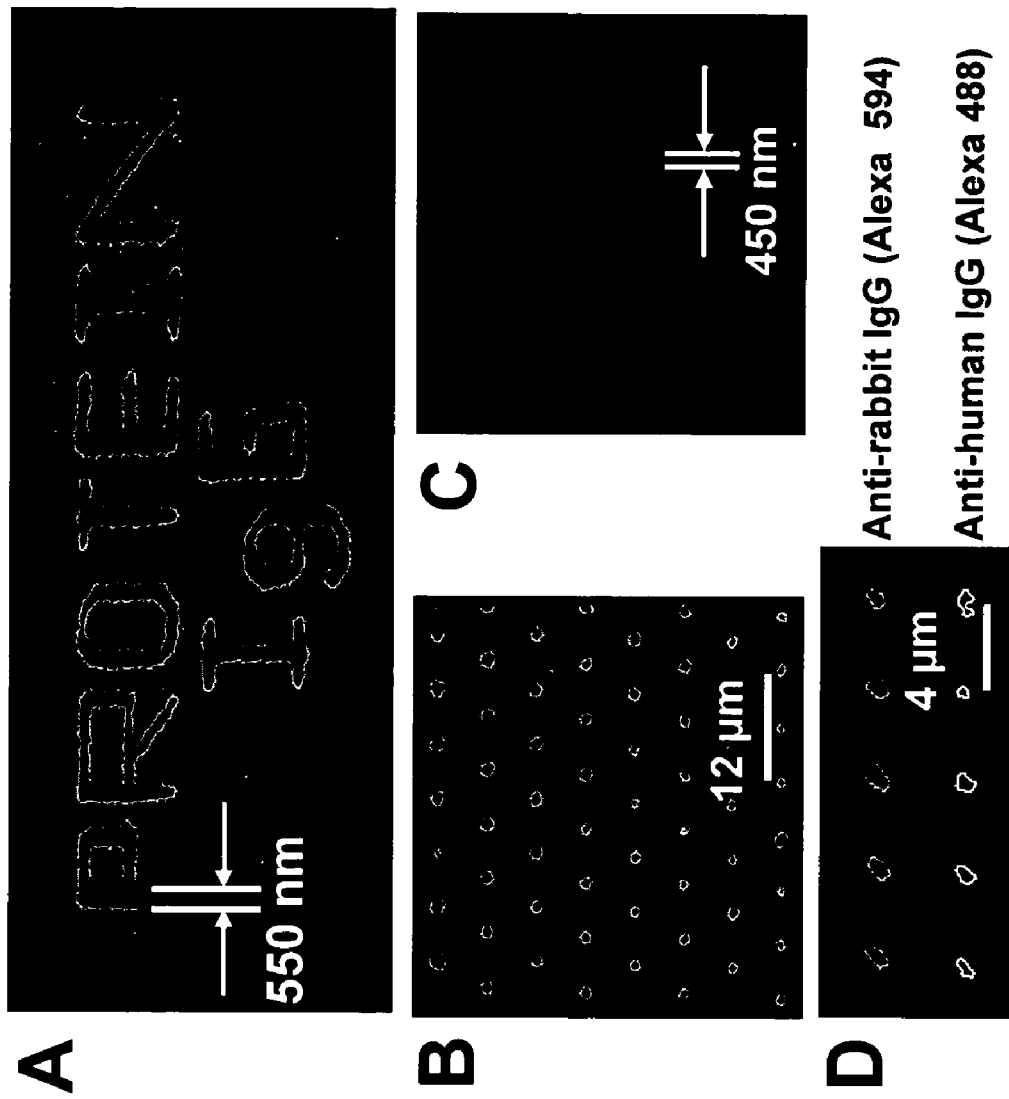 A
PROTEIN
IgG
550 nm
B
12 µm
C
450 nm
D
4 µm
Anti-rabbit IgG (Alexa 594)
Anti-human IgG (Alexa 488)